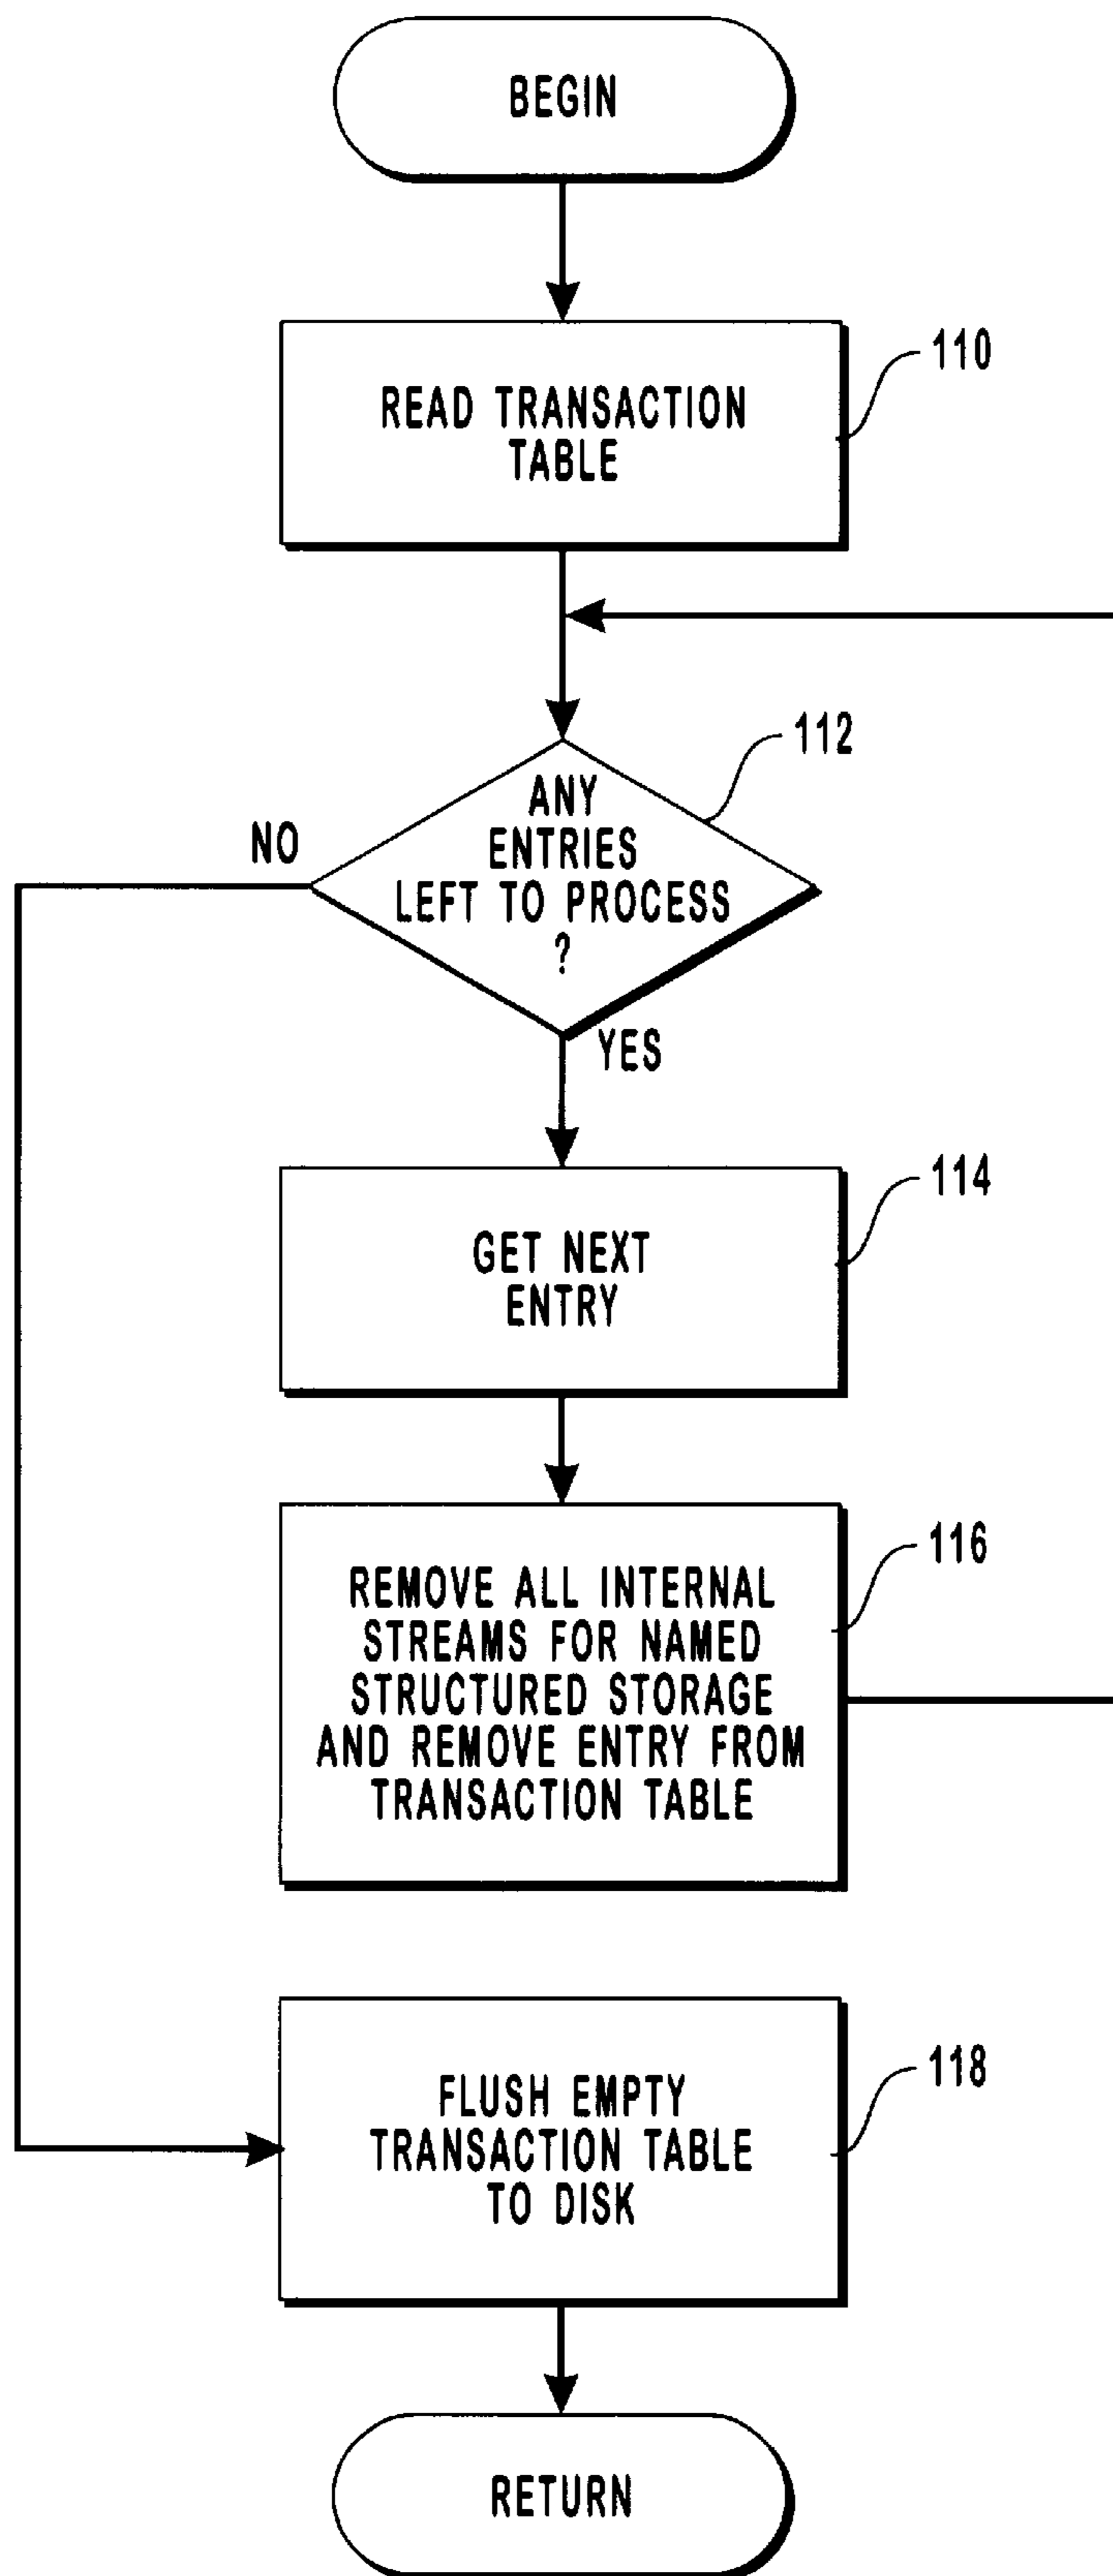 BEGIN
READ TRANSACTION
TABLE
110
112
ANY
ENTRIES
LEFT TO PROCESS
?
NO
YES
114
GET NEXT
ENTRY
116
REMOVE ALL INTERNAL
STREAMS FOR NAMED
STRUCTURED STORAGE
AND REMOVE ENTRY FROM
TRANSACTION TABLE
118
FLUSH EMPTY
TRANSACTION TABLE
TO DISK
RETURN